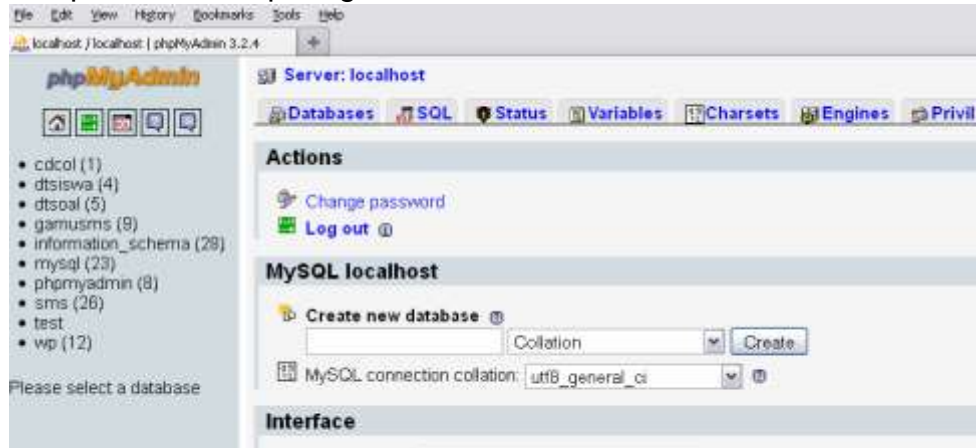 File Edit View History Bookmarks Tools Help
localhost / localhost | phpMyAdmin 3.2.4
phpMyAdmin
cdcol (1)
dtsiswa (4)
dtsoal (5)
gamusms (9)
information_schema (28)
mysql (23)
phpmyadmin (8)
sms (26)
test
wp (12)
Please select a database
Server: localhost
Databases SQL Status Variables Charsets Engines Privil
Actions
Change password
Log out
MySQL localhost
Create new database
Collation Create
MySQL connection collation: utf8_general_ci
Interface